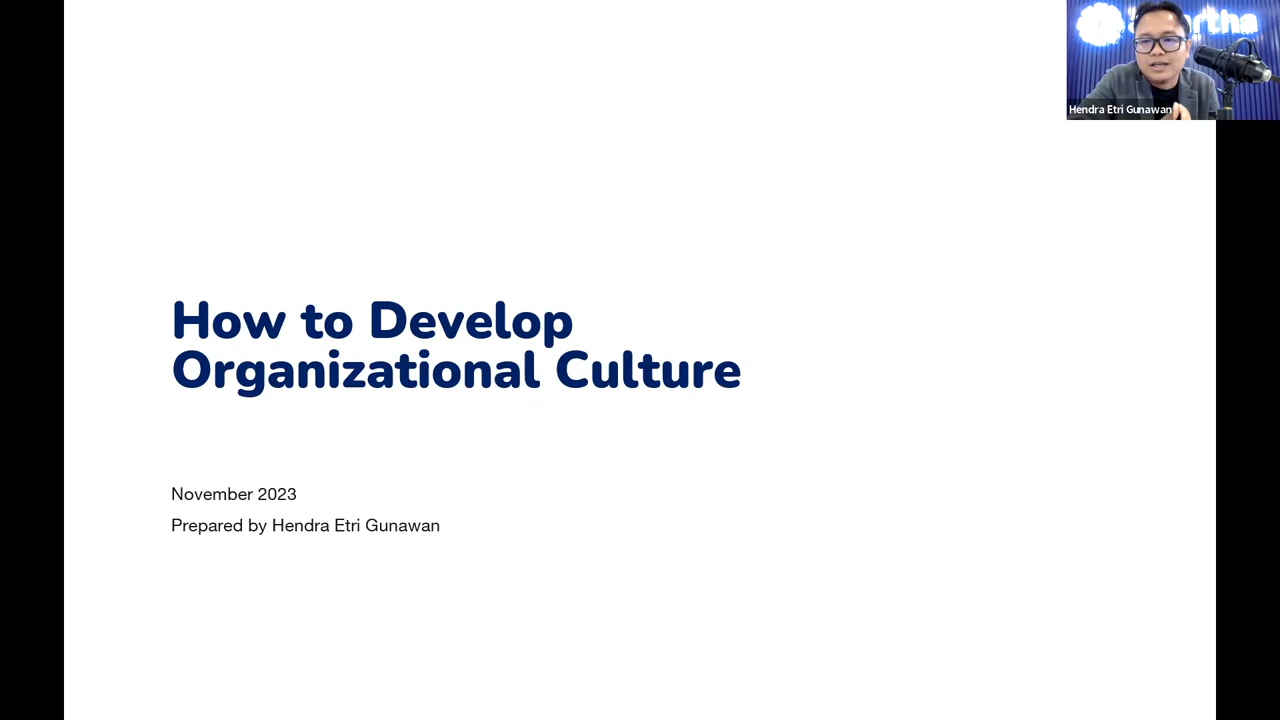 How to Develop
Organizational Culture
November 2023
Prepared by Hendra Etri Gunawan
Hendra Etri Gunawan